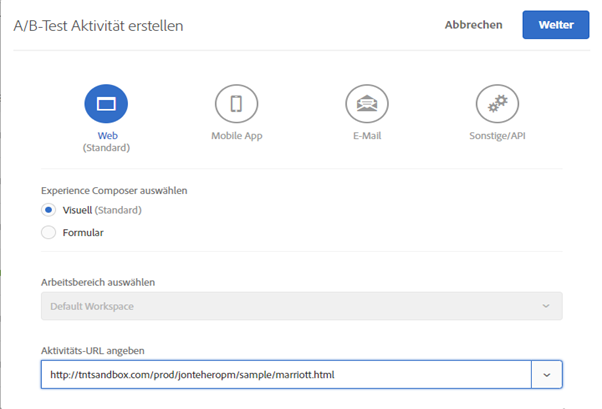 A/B-Test Aktivität erstellen
Abbrechen
Weiter
Web
(Standard)
Mobile App
E-Mail
Sonstige/API
Experience Composer auswählen
Visuell (Standard)
Formular
Arbeitsbereich auswählen
Default Workspace
Aktivitäts-URL angeben
http://tntsandbox.com/prod/jonteheropm/sample/marriott.html